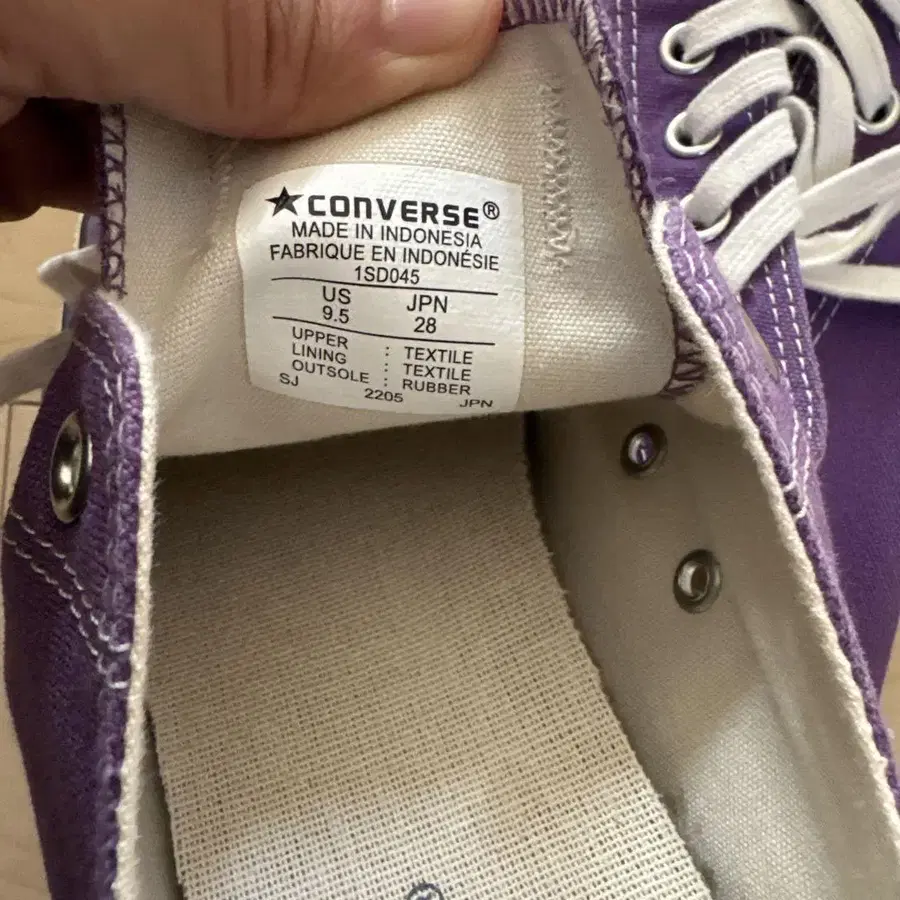 ★CONVERSE®
MADE IN INDONESIA
FABRIQUE EN INDONÉSIE
1SD045
US JPN
9.5 28
UPPER : TEXTILE
LINING : TEXTILE
OUTSOLE : RUBBER
SJ 2205 JPN